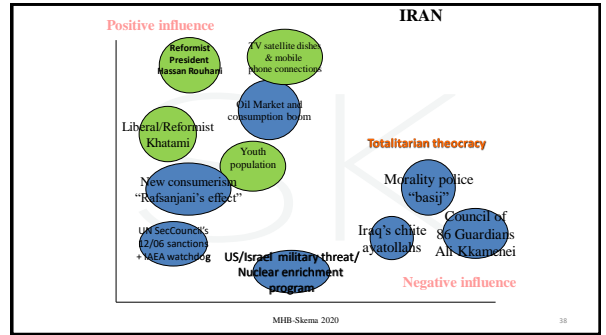 IRAN
Positive influence
Reformist
President
Hassan Rouhani
TV satellite dishes
& mobile
phone connections
Oil Market and
consumption boom
Liberal/Reformist
Khatami
Youth
population
Totalitarian theocracy
New consumerism
“Rafsanjani’s effect”
Morality police
“basij”
UN SecCouncil’s
12/06 sanctions
+ IAEA watchdog
US/Israel military threat/
Nuclear enrichment
program
Iraq’s chiite
ayatollahs
Council of
86 Guardians
Ali Kkamenei
Negative influence
MHB-Skema 2020
38
SK